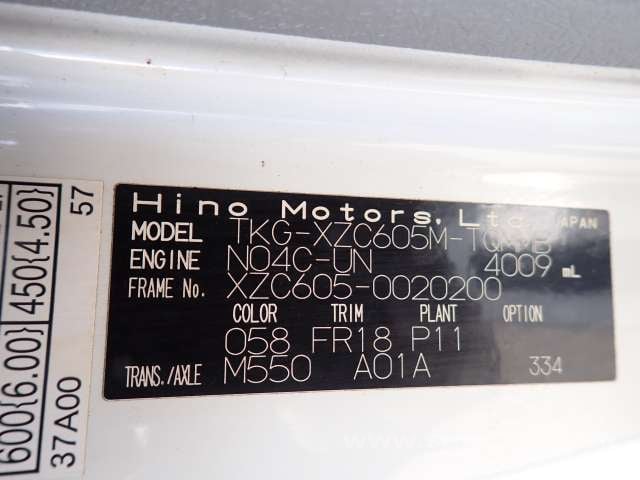 Hino Motors, Ltd. JAPAN
MODEL TKG-XZC605M-TQMMB
ENGINE N04C-UN 4009 mL
FRAME No. XZC605-0020200
COLOR TRIM PLANT OPTION
058 FR18 P11
TRANS./AXLE M550 A01A 334
600{6.00} 450{4.50}
37A00 57